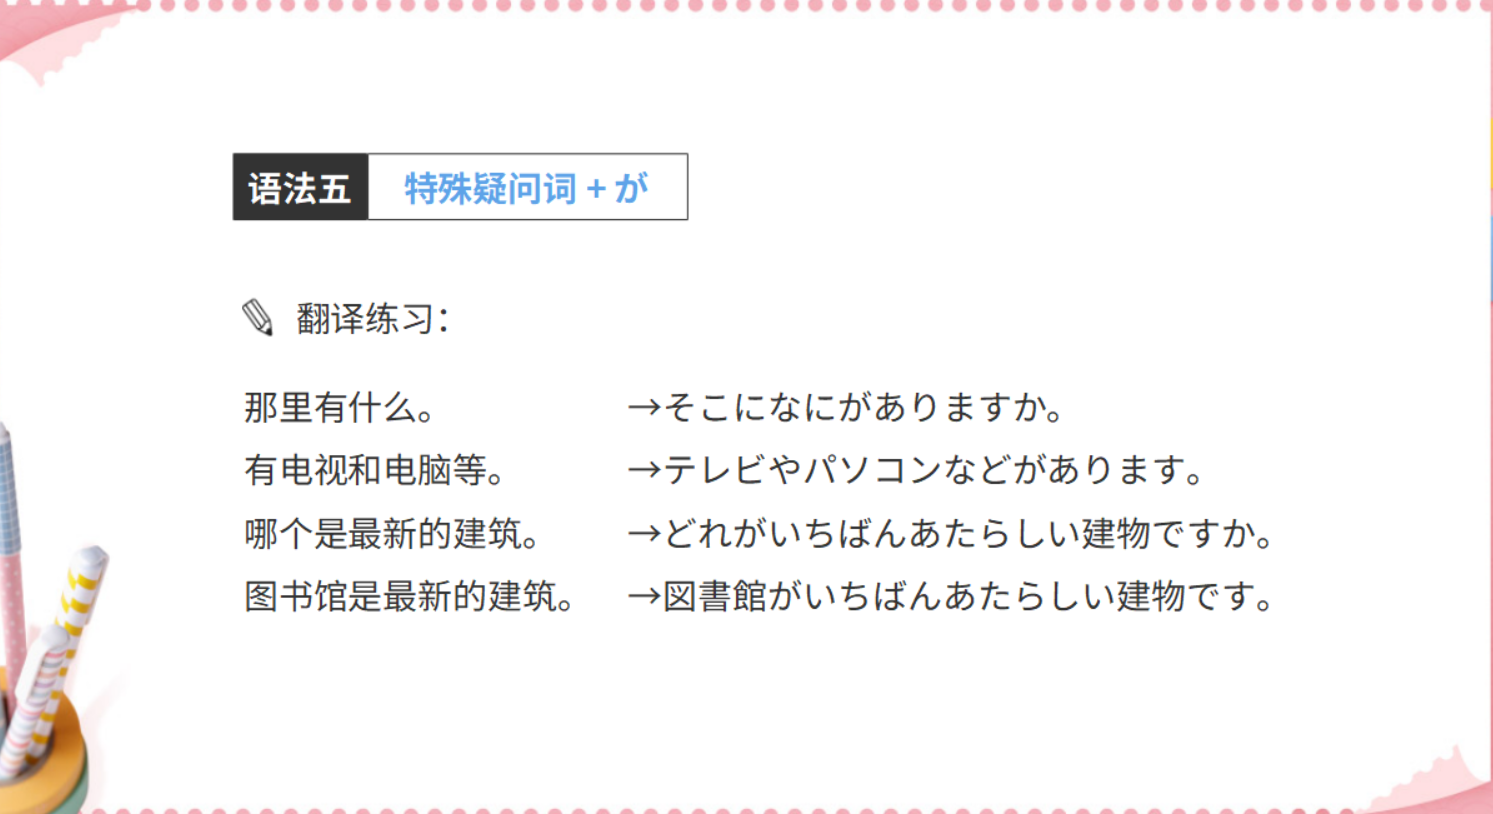 语法五 特殊疑问词 + が
翻译练习：
那里有什么。 →そこになにがありますか。
有电视和电脑等。 →テレビやパソコンなどがあります。
哪个是最新的建筑。 →どれがいちばんあたらしい建物ですか。
图书馆是最新的建筑。 →図書館がいちばんあたらしい建物です。